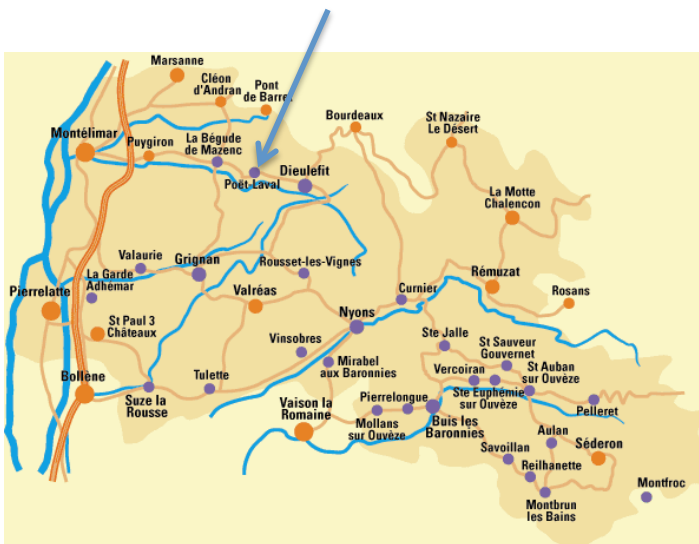 Marsanne
Cléon
d'Andran
Pont
de Barret
Bourdeaux
St Nazaire
Le Désert
Montélimar
Puygiron
La Bégude
de Mazenc
Poët-Laval
Dieulefit
La Motte
Chalencon
Valaurie
Grignan
Rousset-les-Vignes
La Garde
Adhémar
Pierrelatte
Valréas
Curnier
Rémuzat
Rosans
St Paul 3
Châteaux
Nyons
Vinsobres
Ste Jalle
St Sauveur
Gouvernet
Mirabel
aux Baronnies
Vercoiran
St Auban
sur Ouvèze
Bollène
Suze la
Rousse
Tulette
Ste Euphémie
sur Ouvèze
Vaison la
Romaine
Pierrelongue
Mollans
sur Ouvèze
Buis les
Baronnies
Pelleret
Aulan
Séderon
Savoillan
Reilhanette
Montbrun
les Bains
Montfroc